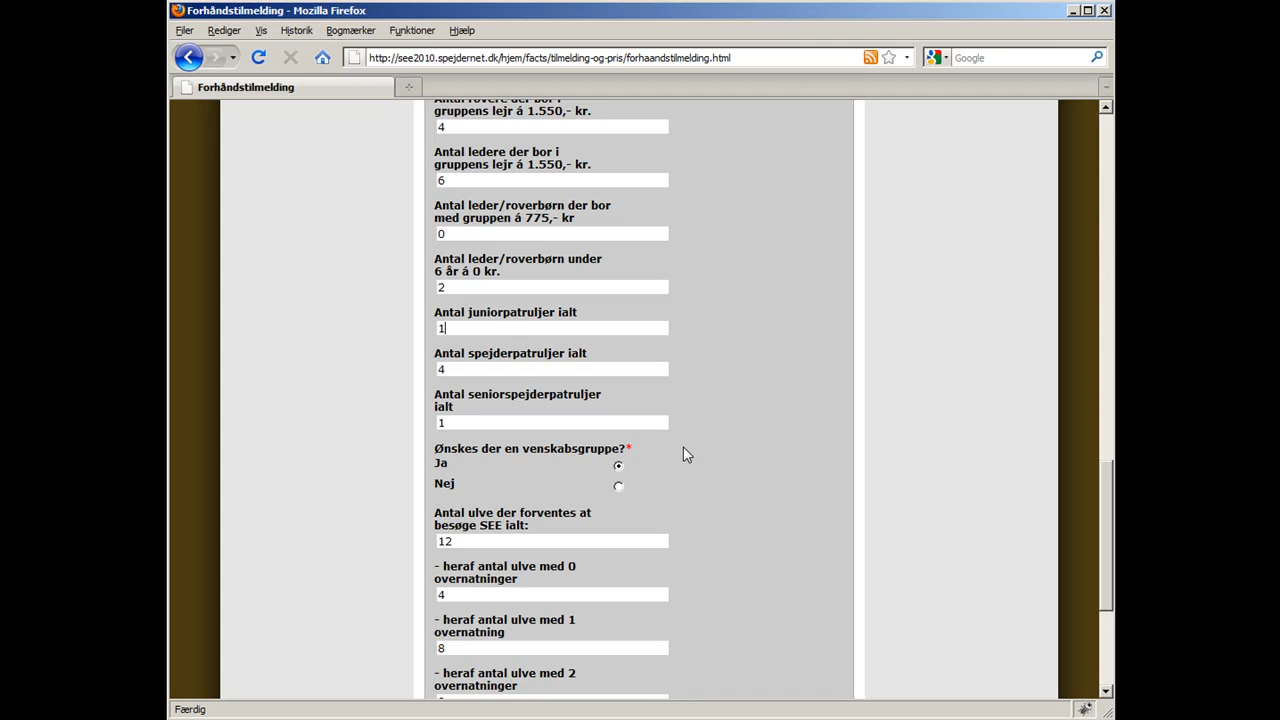 Forhåndstilmelding - Mozilla Firefox
Filer Rediger Vis Historik Bogmærker Funktioner Hjælp
http://see2010.spejdernet.dk/hjem/facts/tilmelding-og-pris/forhaandstilmelding.html Google
Forhåndstilmelding
Antal rovere der bor i
gruppens lejr á 1.550,- kr.
4
Antal ledere der bor i
gruppens lejr á 1.550,- kr.
6
Antal leder/roverbørn der bor
med gruppen á 775,- kr
0
Antal leder/roverbørn under
6 år á 0 kr.
2
Antal juniorpatruljer ialt
1
Antal spejderpatruljer ialt
4
Antal seniorspejderpatruljer
ialt
1
Ønskes der en venskabsgruppe?*
Ja
Nej
Antal ulve der forventes at
besøge SEE ialt:
12
- heraf antal ulve med 0
overnatninger
4
- heraf antal ulve med 1
overnatning
8
- heraf antal ulve med 2
overnatninger
Færdig